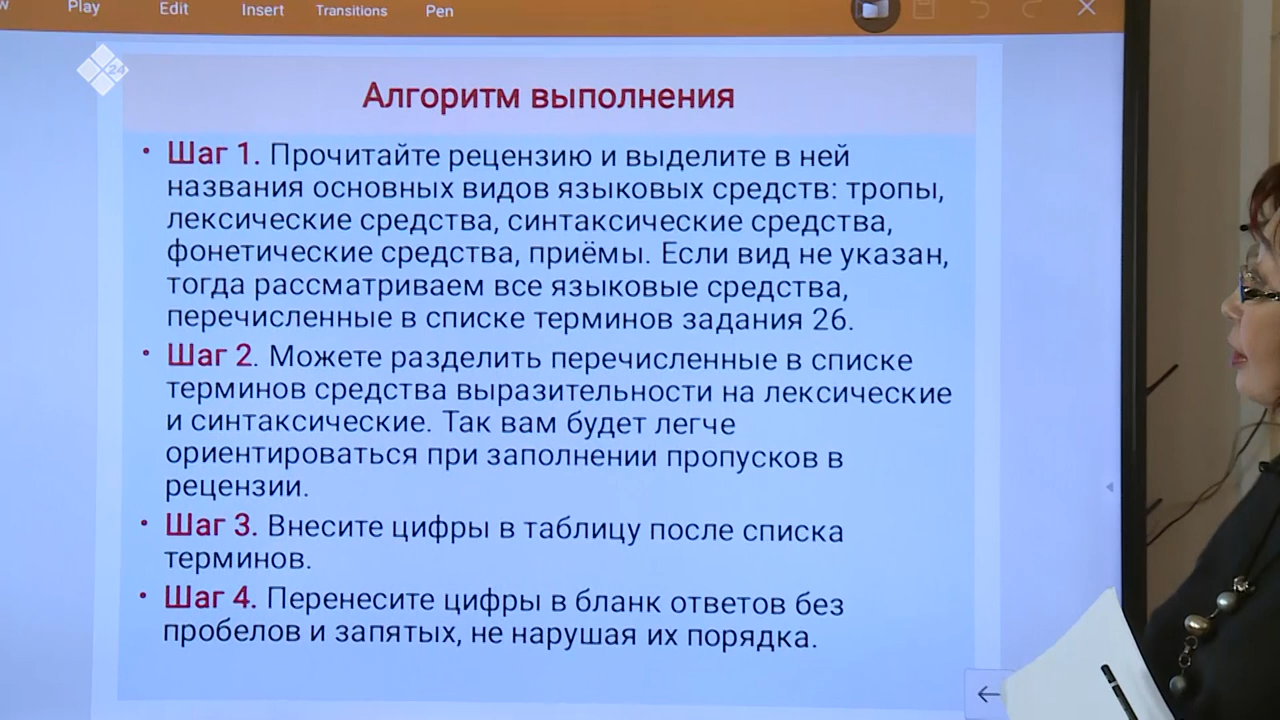 Play Edit Insert Transitions Pen
24
Алгоритм выполнения
• Шаг 1. Прочитайте рецензию и выделите в ней
названия основных видов языковых средств: тропы,
лексические средства, синтаксические средства,
фонетические средства, приёмы. Если вид не указан,
тогда рассматриваем все языковые средства,
перечисленные в списке терминов задания 26.
• Шаг 2. Можете разделить перечисленные в списке
терминов средства выразительности на лексические
и синтаксические. Так вам будет легче
ориентироваться при заполнении пропусков в
рецензии.
• Шаг 3. Внесите цифры в таблицу после списка
терминов.
• Шаг 4. Перенесите цифры в бланк ответов без
пробелов и запятых, не нарушая их порядка.